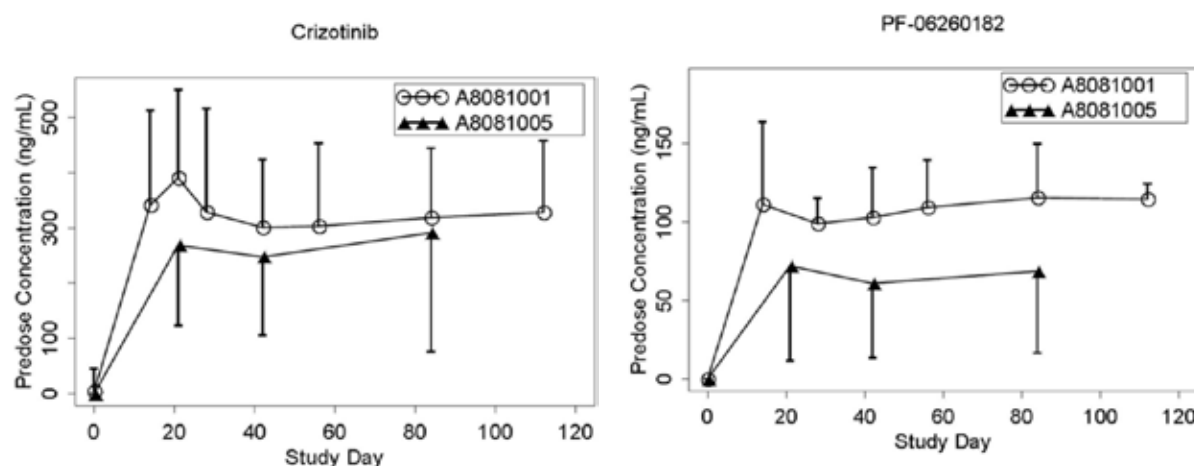 Crizotinib
Predose Concentration (ng/mL)
500
300
100
0
A8081001
A8081005
0 20 40 60 80 100 120
Study Day
PF-06260182
Predose Concentration (ng/mL)
150
100
50
0
A8081001
A8081005
0 20 40 60 80 100 120
Study Day